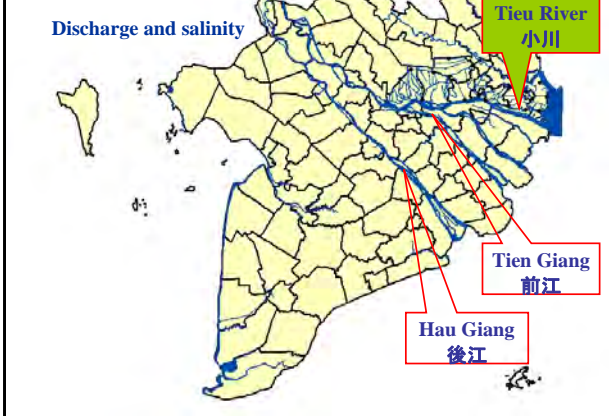 Discharge and salinity
Tieu River
小川
Tien Giang
前江
Hau Giang
後江